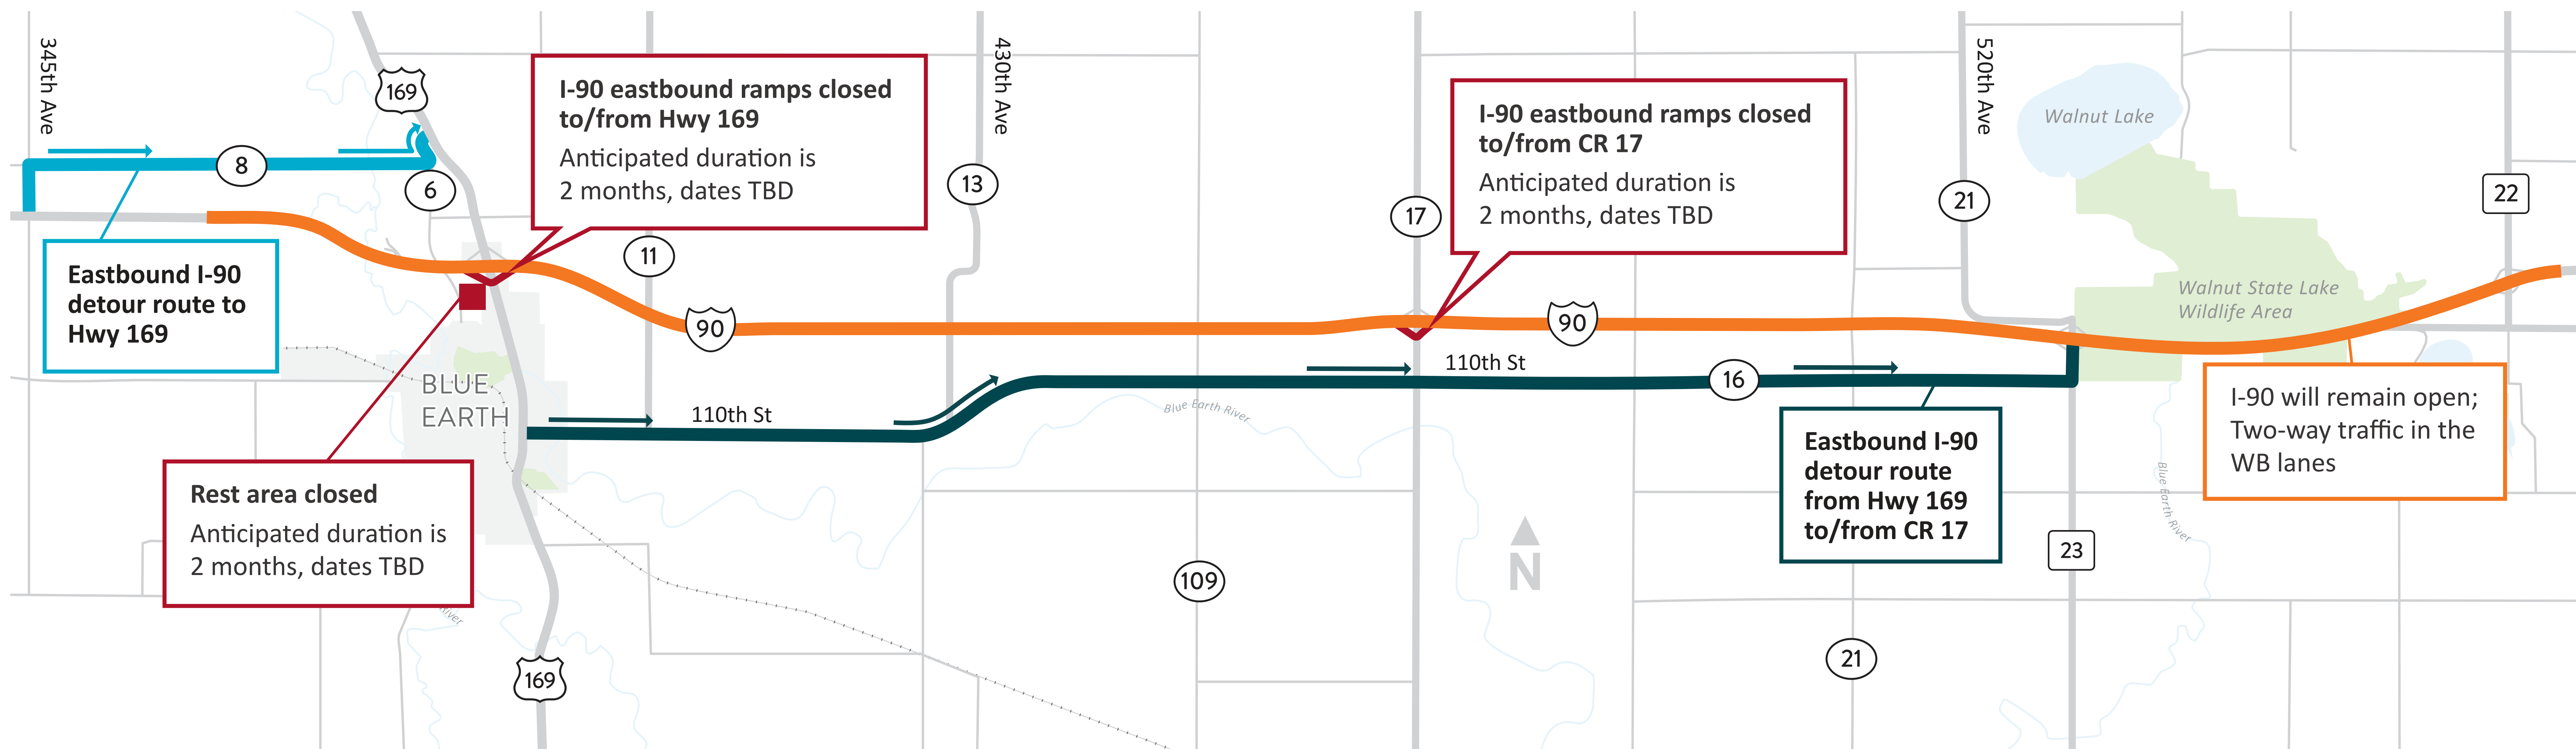 345th Ave
169
8
6
Eastbound I-90
detour route to
Hwy 169
I-90 eastbound ramps closed
to/from Hwy 169
Anticipated duration is
2 months, dates TBD
11
430th Ave
13
90
BLUE
EARTH
110th St
Rest area closed
Anticipated duration is
2 months, dates TBD
River
169
Blue Earth River
109
17
I-90 eastbound ramps closed
to/from CR 17
Anticipated duration is
2 months, dates TBD
90
110th St
16
N
Eastbound I-90
detour route
from Hwy 169
to/from CR 17
21
520th Ave
21
Walnut Lake
Walnut State Lake
Wildlife Area
22
I-90 will remain open;
Two-way traffic in the
WB lanes
23
Blue Earth River